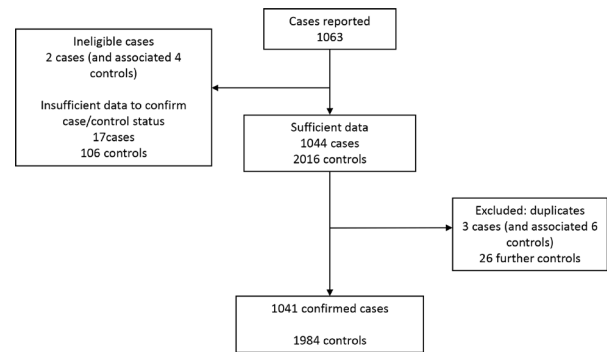 Cases reported
1063
Ineligible cases
2 cases (and associated 4
controls)
Insufficient data to confirm
case/control status
17cases
106 controls
Sufficient data
1044 cases
2016 controls
Excluded: duplicates
3 cases (and associated 6
controls)
26 further controls
1041 confirmed cases
1984 controls